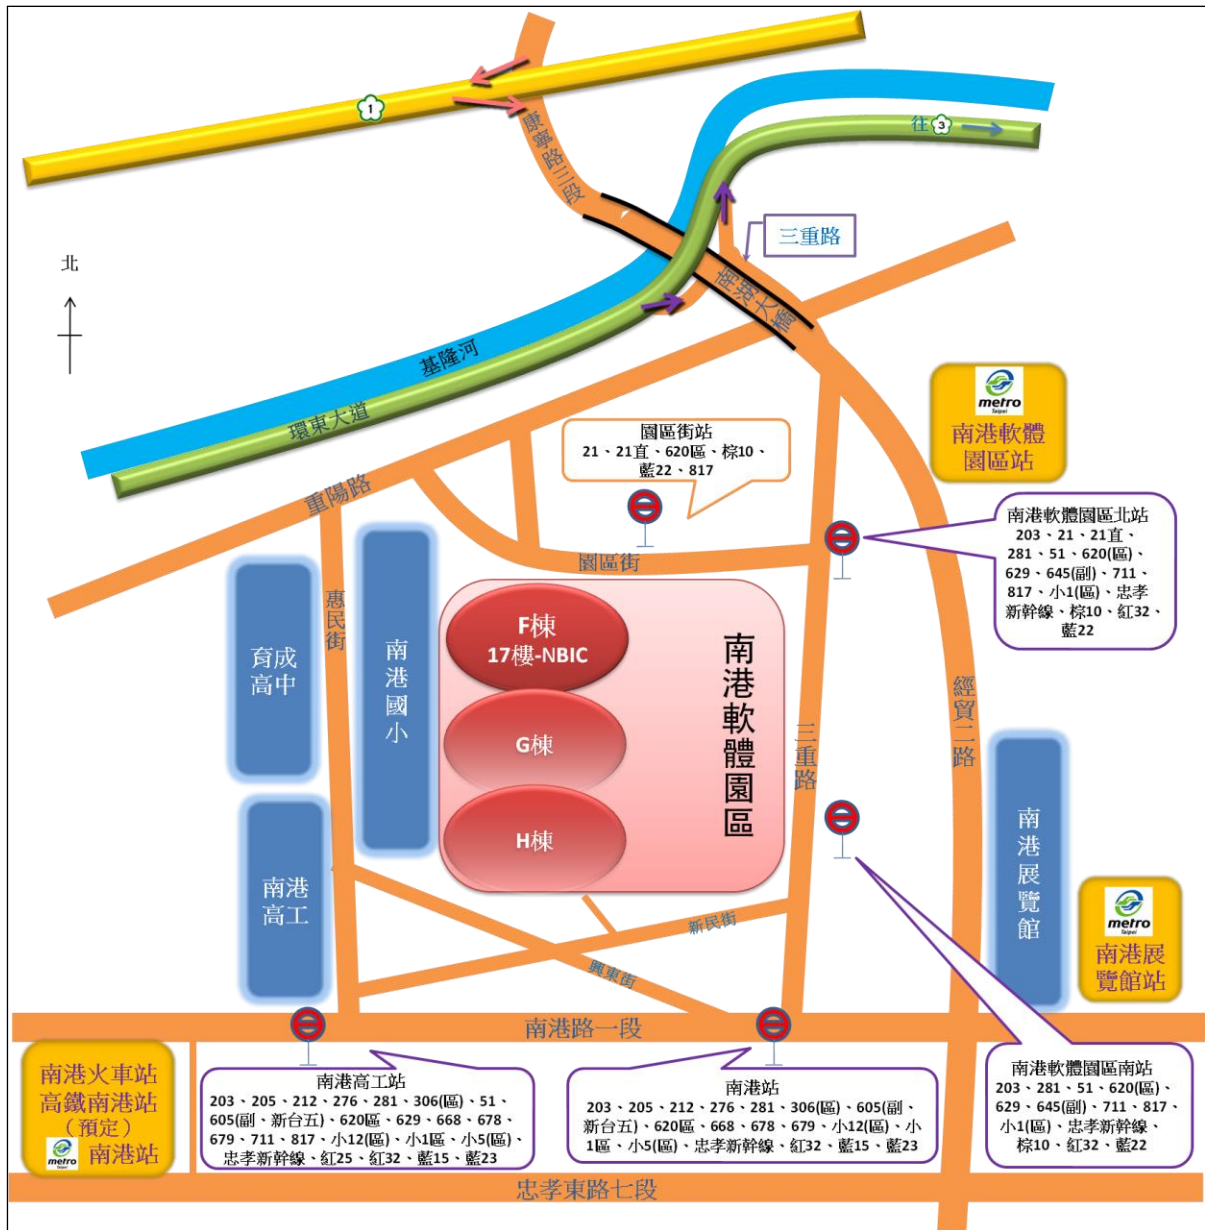 1
康寧路三段
往 3
三重路
北
南湖大橋
基隆河
環東大道
重陽路
metro
Taipei
南港軟體
園區站
園區街站
21、21直、620區、棕10、
藍22、817
南港軟體園區北站
203、21、21直、
281、51、620(區)、
629、645(副)、711、
817、小1(區)、忠孝
新幹線、棕10、紅32、
藍22
園區街
惠民街
育成
高中
南港國小
F棟
17樓-NBIC
G棟
H棟
南港軟體園區
三重路
經貿二路
南港
高工
南港展覽館
metro
Taipei
南港展
覽館站
新民街
興東街
南港路一段
南港火車站
高鐵南港站
（預定）
metro
Taipei
南港站
南港高工站
203、205、212、276、281、306(區)、51、
605(副、新台五)、620區、629、668、678、
679、711、817、小12(區)、小1區、小5(區)、
忠孝新幹線、紅25、紅32、藍15、藍23
南港站
203、205、212、276、281、306(區)、605(副、
新台五)、620區、668、678、679、小12(區)、小
1區、小5(區)、忠孝新幹線、紅32、藍15、藍23
南港軟體園區南站
203、281、51、620(區)、
629、645(副)、711、817、
小1(區)、忠孝新幹線、
棕10、紅32、藍22
忠孝東路七段